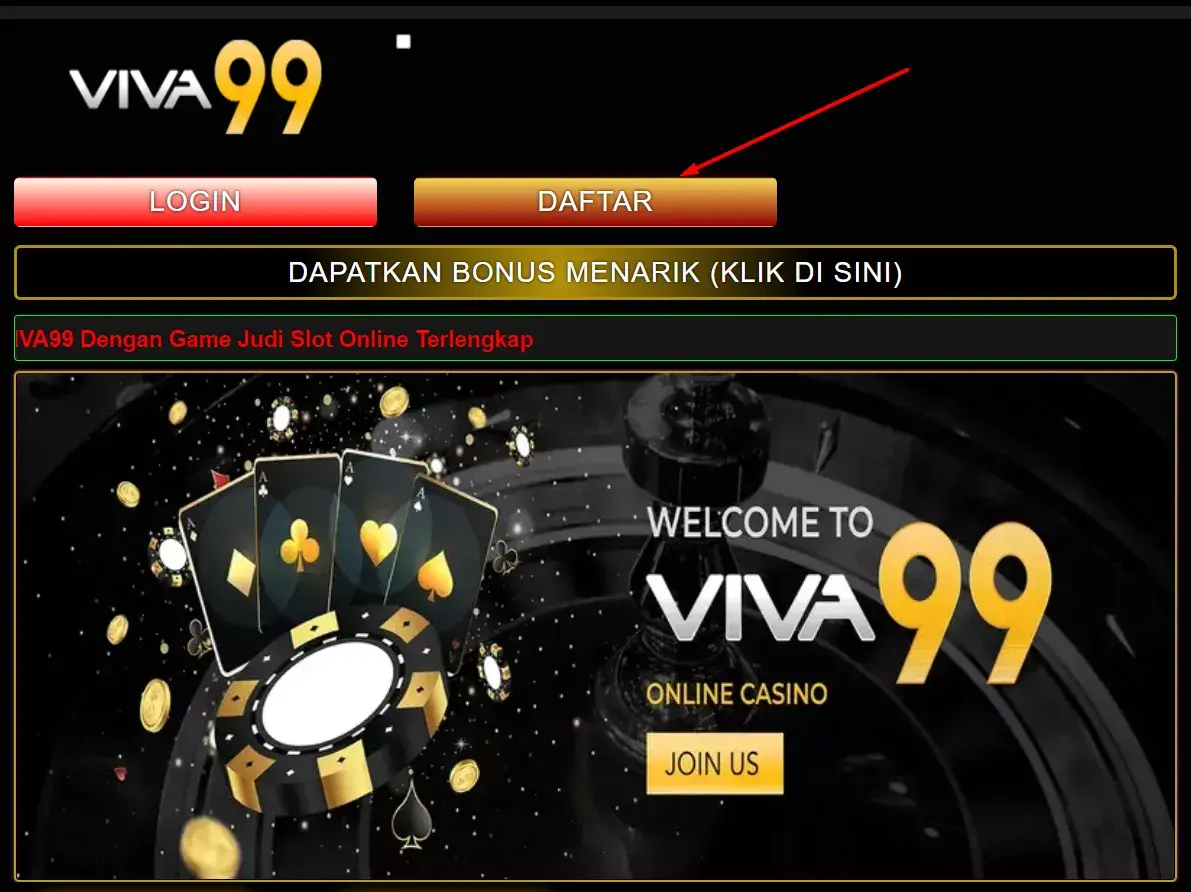 VIVA99
LOGIN
DAFTAR
DAPATKAN BONUS MENARIK (KLIK DI SINI)
IVA99 Dengan Game Judi Slot Online Terlengkap
A
A
A
A
WELCOME TO
VIVA99
ONLINE CASINO
JOIN US